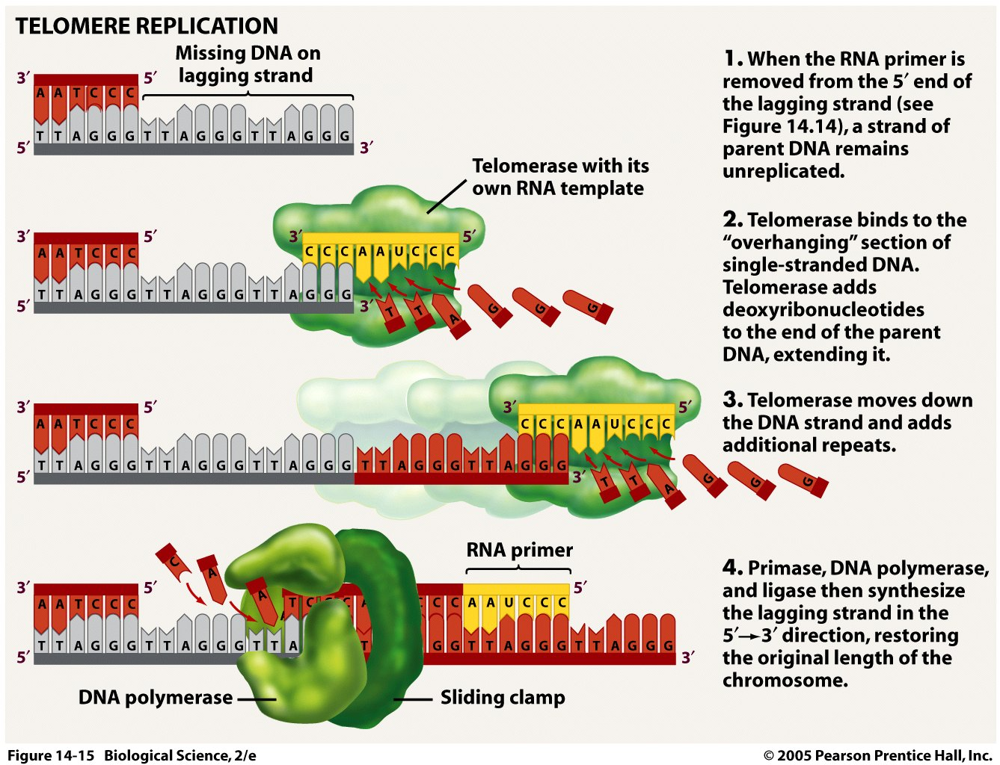 TELOMERE REPLICATION
Missing DNA on
lagging strand
3′ 5′
A A T C C C
T T A G G G T T A G G G T T A G G G
5′ 3′
1. When the RNA primer is
removed from the 5′ end of
the lagging strand (see
Figure 14.14), a strand of
parent DNA remains
unreplicated.
Telomerase with its
own RNA template
3′ 5′ 3′ 5′
A A T C C C C C C A A U C C C
T T A G G G T T A G G G T T A G G G
5′ 3′ T T A G G G
2. Telomerase binds to the
“overhanging” section of
single-stranded DNA.
Telomerase adds
deoxyribonucleotides
to the end of the parent
DNA, extending it.
3′ 5′ 3′ 5′
A A T C C C C C C A A U C C C
T T A G G G T T A G G G T T A G G G T T A G G G T T A G G G
5′ 3′ T T A G G G
3. Telomerase moves down
the DNA strand and adds
additional repeats.
RNA primer
C A A
3′ 5′ 5′
A A T C C C A T C C C A C C C A A U C C C
T T A G G G T T A G G G T T A T G G T T A G G G T T A G G G
5′ 3′
DNA polymerase
Sliding clamp
4. Primase, DNA polymerase,
and ligase then synthesize
the lagging strand in the
5′→3′ direction, restoring
the original length of the
chromosome.
Figure 14-15 Biological Science, 2/e
© 2005 Pearson Prentice Hall, Inc.